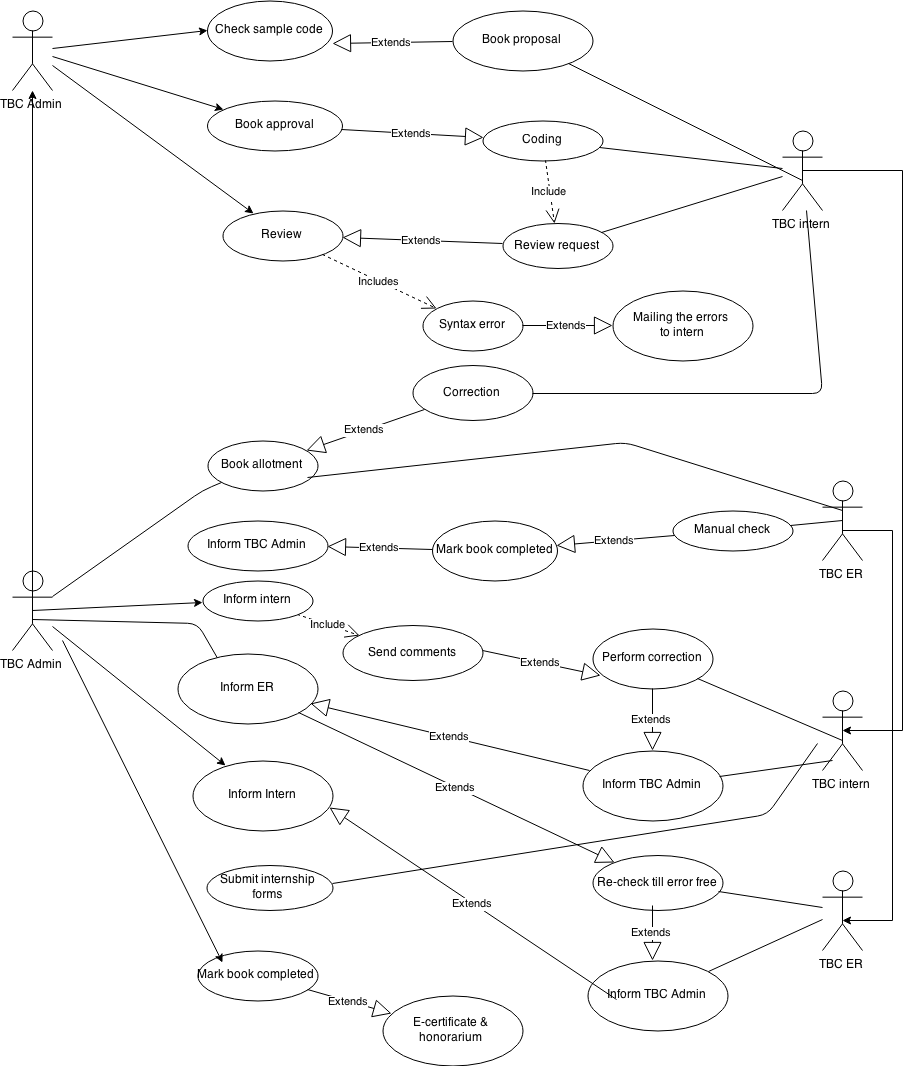 Check sample code
Extends
Book proposal
TBC Admin
Book approval
Extends
Coding
Include
TBC intern
Review
Extends
Review request
Includes
Syntax error
Extends
Mailing the errors
to intern
Correction
Extends
Book allotment
Manual check
Inform TBC Admin
Extends
Mark book completed
Extends
TBC ER
Inform intern
Include
Send comments
Extends
Perform correction
TBC Admin
Inform ER
Extends
Extends
TBC intern
Extends
Inform TBC Admin
Inform Intern
Submit internship
forms
Re-check till error free
Extends
Extends
TBC ER
Mark book completed
Inform TBC Admin
Extends
E-certificate &
honorarium